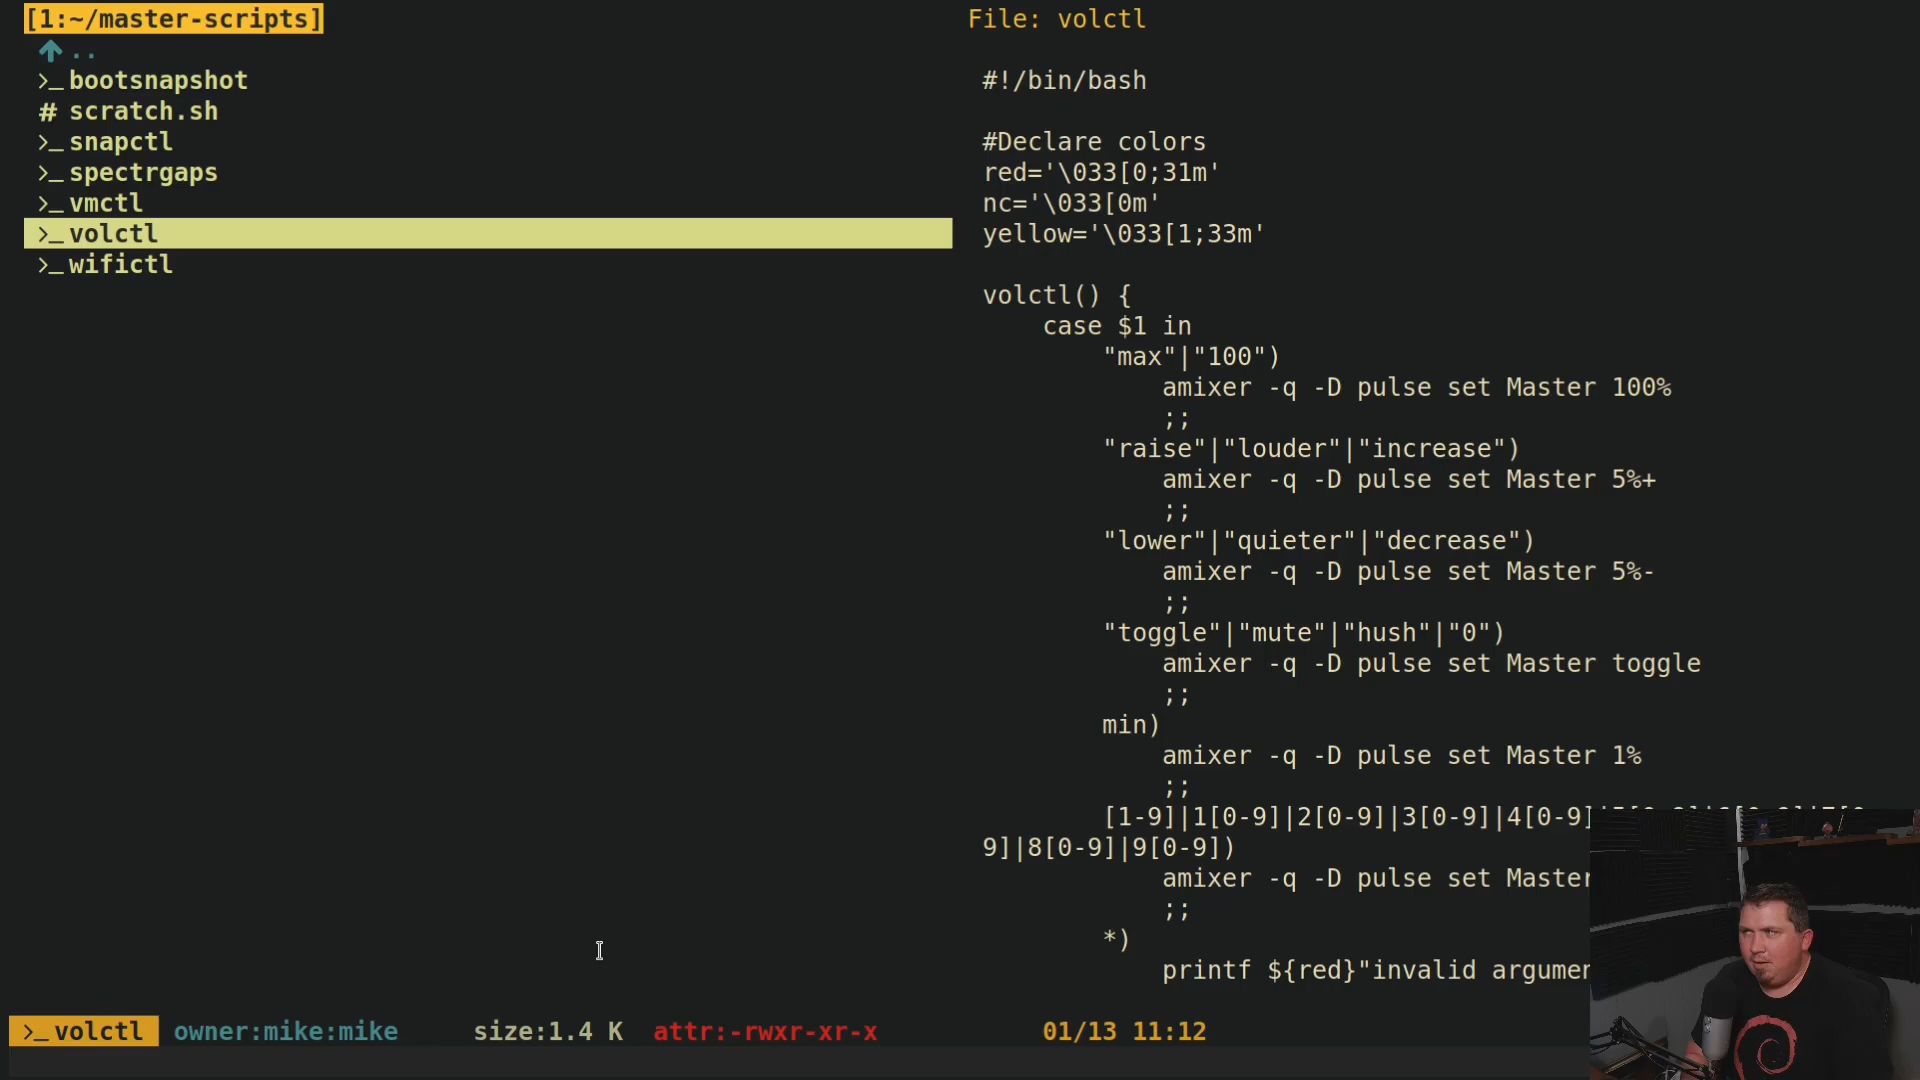 [1:~/master-scripts]
..
>_bootsnapshot
# scratch.sh
>_snapctl
>_spectrgaps
>_vmctl
>_volctl
>_wifictl
File: volctl
#!/bin/bash
#Declare colors
red='\033[0;31m'
nc='\033[0m'
yellow='\033[1;33m'
volctl() {
case $1 in
"max"|"100")
amixer -q -D pulse set Master 100%
;;
"raise"|"louder"|"increase")
amixer -q -D pulse set Master 5%+
;;
"lower"|"quieter"|"decrease")
amixer -q -D pulse set Master 5%-
;;
"toggle"|"mute"|"hush"|"0")
amixer -q -D pulse set Master toggle
;;
min)
amixer -q -D pulse set Master 1%
;;
[1-9]|1[0-9]|2[0-9]|3[0-9]|4[0-9]
9]|8[0-9]|9[0-9])
amixer -q -D pulse set Master
;;
*)
printf ${red}"invalid argumen
>_volctl owner:mike:mike size:1.4 K attr:-rwxr-xr-x 01/13 11:12